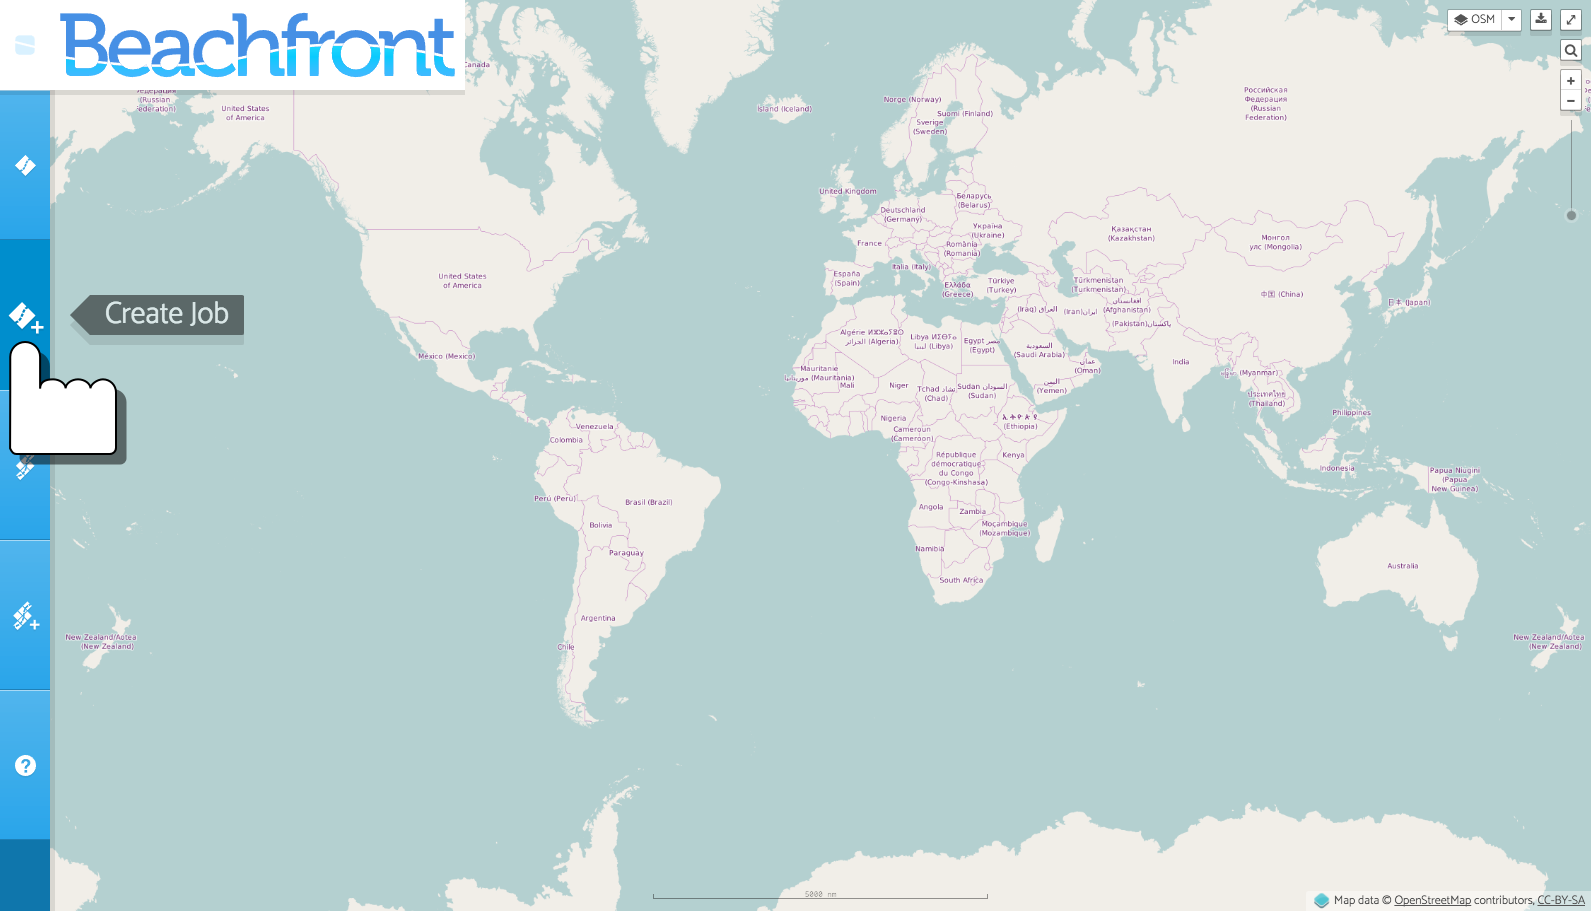 Beachfront
OSM
Canada
едерация
(Russian
ederation)
United States
of America
Island (Iceland)
Norge (Norway)
Suomi (Finland)
Sverige
(Sweden)
Российская
Федерация
(Russian
Federation)
United Kingdom
Беларусь
(Belarus)
Deutschland
(Germany)
Україна
(Ukraine)
Қазақстан
(Kazakhstan)
Монгол
улс (Mongolia)
France
România
(Romania)
Italia (Italy)
España
(Spain)
Ελλάδα
(Greece)
Türkiye
(Turkey)
Türkmenistan
(Turkmenistan)
United States
of America
中国 (China)
日本 (Japan)
افغانستان
(Afghanistan)
(Iraq) العراق
(Iran)ایران
(Pakistan)پاکستان
Create Job
México (Mexico)
Algérie
الجزائر (Algeria)
Libya
ليبيا (Libya)
Egypt مصر
(Egypt)
السعودية
(Saudi Arabia)
عمان
(Oman)
India
(Myanmar)
Mauritanie
موريتانيا (Mauritania)
Mali
Niger
Tchad تشاد
(Chad)
Sudan السودان
(Sudan)
اليمن
(Yemen)
ประเทศไทย
(Thailand)
Philippines
Nigeria
Cameroun
(Cameroon)
ኢትዮጵያ
(Ethiopia)
Venezuela
Colombia
République
démocratique
du Congo
(Congo-Kinshasa)
Kenya
Indonesia
Papua Niugini
(Papua
New Guinea)
Perú (Peru)
Brasil (Brazil)
Angola
Zambia
Bolivia
Moçambique
(Mozambique)
Paraguay
Namibia
South Africa
Australia
Argentina
Chile
New Zealand/Aotea
(New Zealand)
New Zealand/Aotea
(New Zealand)
5000 nm
Map data © OpenStreetMap contributors, CC-BY-SA